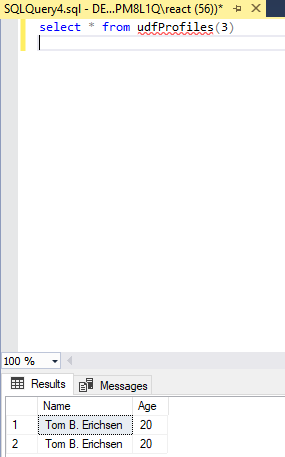 SQLQuery4.sql - DE...PM8L1Q\react (56))*
select * from udfProfiles(3)
100 %
Results Messages
Name Age
1 Tom B. Erichsen 20
2 Tom B. Erichsen 20